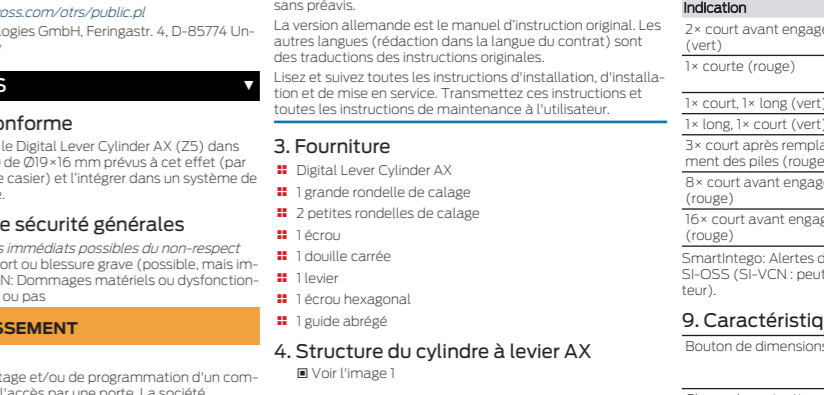 oss.com/otrs/public.pl
logies GmbH, Feringastr. 4, D-85774 Un-
S ▼
onforme
le Digital Lever Cylinder AX (Z5) dans
de Ø19×16 mm prévus à cet effet (par
e casier) et l'intégrer dans un système de
e.
e sécurité générales
s immédiats possibles du non-respect
ort ou blessure grave (possible, mais im-
N: Dommages matériels ou dysfonction-
ou pas
SSEMENT
tage et/ou de programmation d'un com-
l'accès par une porte. La société
sans préavis.
La version allemande est le manuel d'instruction original. Les
autres langues (rédaction dans la langue du contrat) sont
des traductions des instructions originales.
Lisez et suivez toutes les instructions d'installation, d'installa-
tion et de mise en service. Transmettez ces instructions et
toutes les instructions de maintenance à l'utilisateur.
3. Fourniture
Digital Lever Cylinder AX
1 grande rondelle de calage
2 petites rondelles de calage
1 écrou
1 douille carrée
1 levier
1 écrou hexagonal
1 guide abrégé
4. Structure du cylindre à levier AX
▣ Voir l'image 1
Indication
2× court avant engage
(vert)
1× courte (rouge)
1× court, 1× long (vert)
1× long, 1× court (vert)
3× court après rempla
ment des piles (rouge
8× court avant engage
(rouge)
16× court avant engag
(rouge)
SmartIntego: Alertes d
SI-OSS (SI-VCN : peut
teur).
9. Caractéristiq
Bouton de dimensions